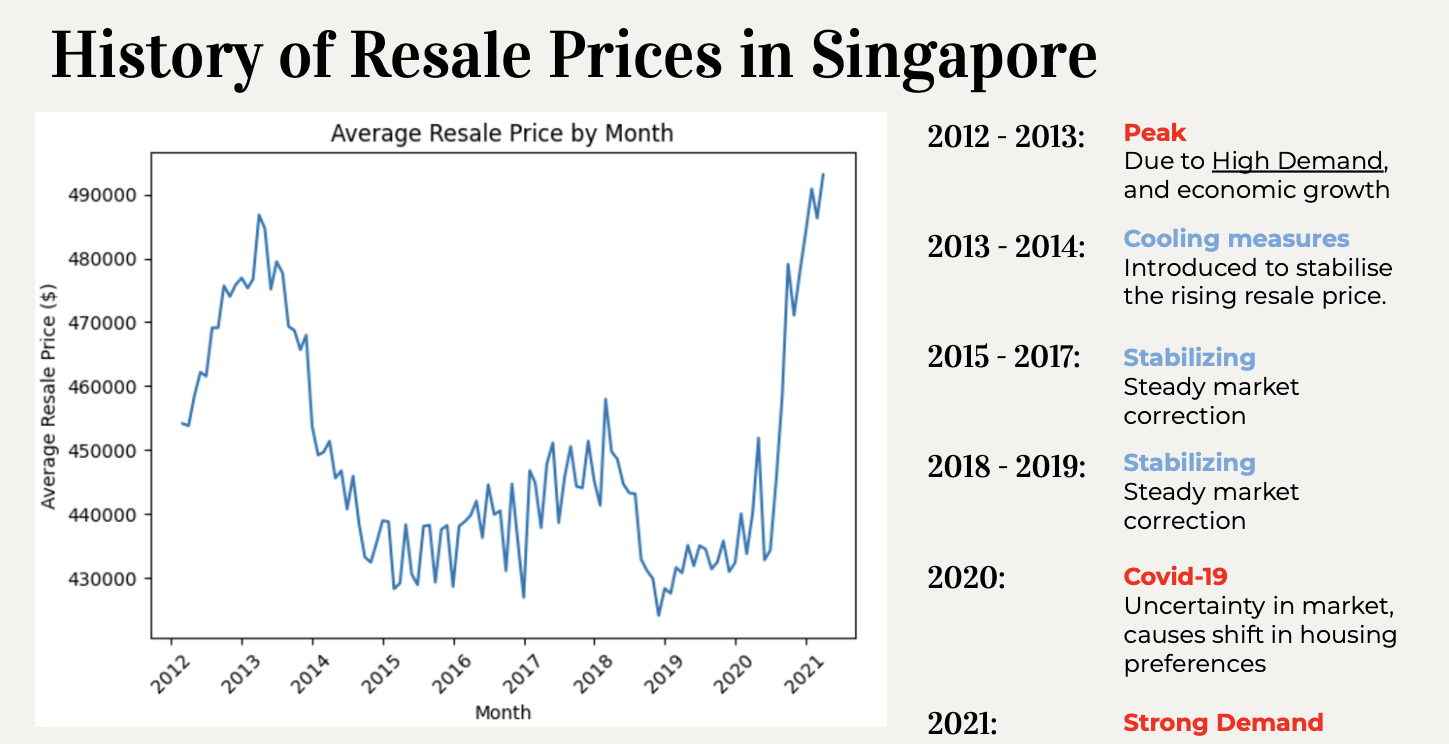 History of Resale Prices in Singapore
Average Resale Price by Month
Average Resale Price ($)
490000
480000
470000
460000
450000
440000
430000
2012
2013
2014
2015
2016
2017
2018
2019
2020
2021
Month
2012 - 2013:
Peak
Due to High Demand,
and economic growth
2013 - 2014:
Cooling measures
Introduced to stabilise
the rising resale price.
2015 - 2017:
Stabilizing
Steady market
correction
2018 - 2019:
Stabilizing
Steady market
correction
2020:
Covid-19
Uncertainty in market,
causes shift in housing
preferences
2021:
Strong Demand